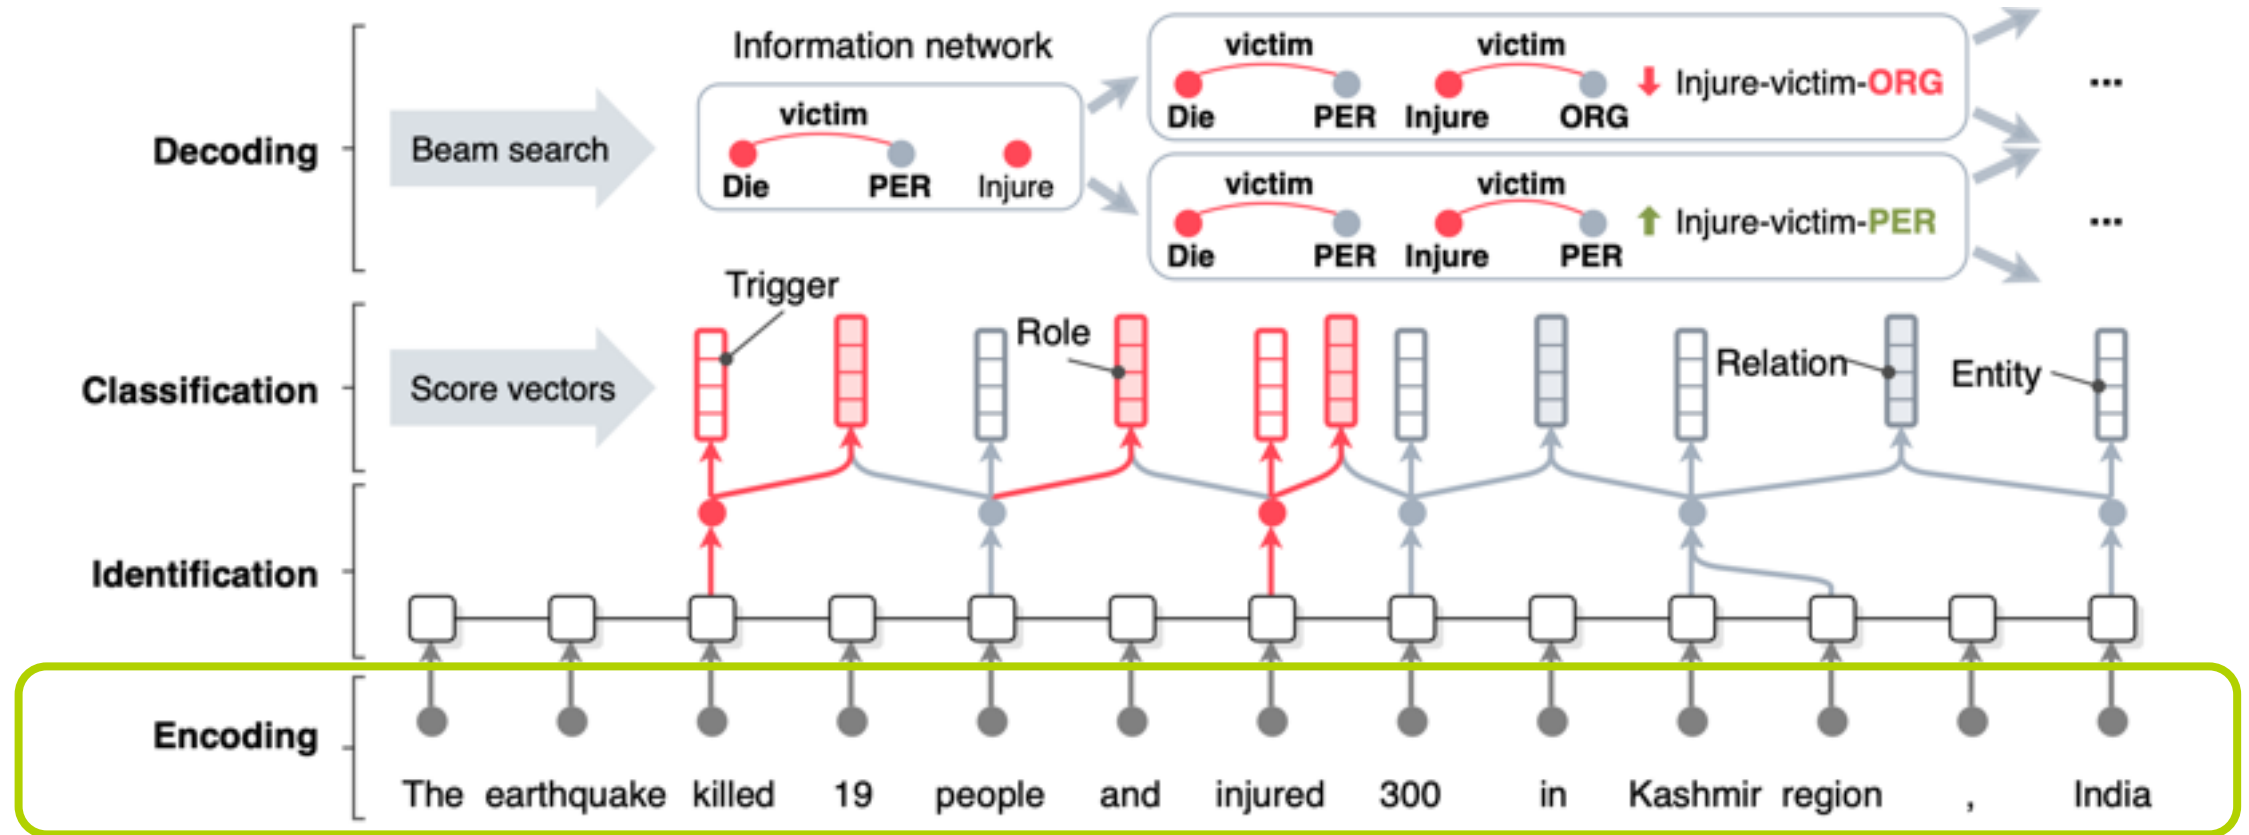 Information network
victim
Die PER Injure
victim victim
Die PER Injure ORG
Injure-victim-ORG
...
victim victim
Die PER Injure PER
Injure-victim-PER
...
Decoding
Beam search
Trigger
Role
Relation
Entity
Classification
Score vectors
Identification
Encoding
The earthquake killed 19 people and injured 300 in Kashmir region , India